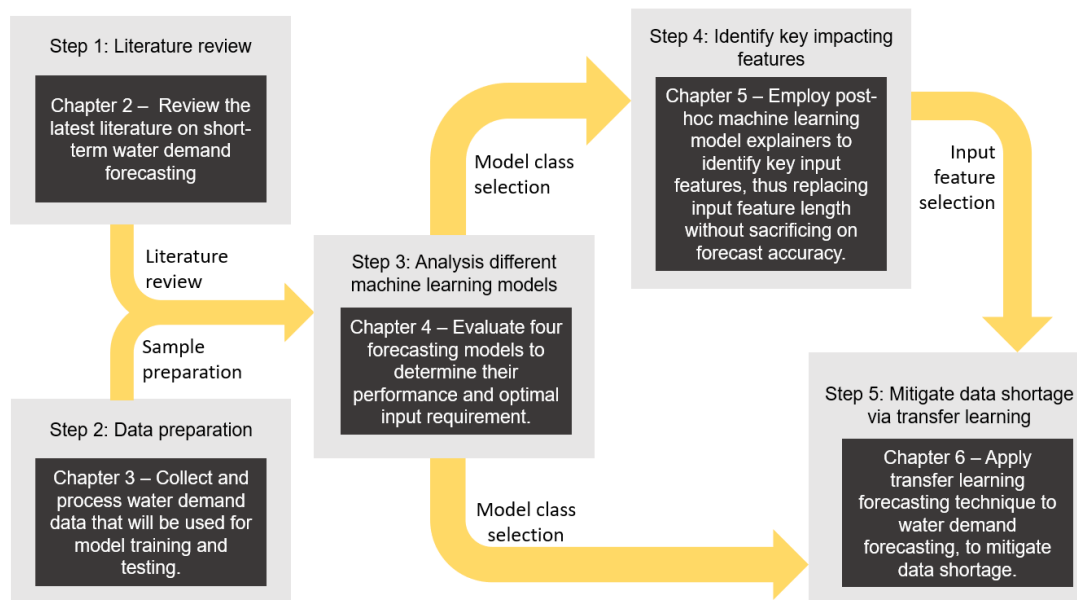 Step 1: Literature review
Chapter 2 – Review the
latest literature on short-
term water demand
forecasting
Literature
review
Sample
preparation
Step 2: Data preparation
Chapter 3 – Collect and
process water demand
data that will be used for
model training and
testing.
Step 3: Analysis different
machine learning models
Chapter 4 – Evaluate four
forecasting models to
determine their
performance and optimal
input requirement.
Model class
selection
Step 4: Identify key impacting
features
Chapter 5 – Employ post-
hoc machine learning
model explainers to
identify key input
features, thus replacing
input feature length
without sacrificing on
forecast accuracy.
Input
feature
selection
Model class
selection
Step 5: Mitigate data shortage
via transfer learning
Chapter 6 – Apply
transfer learning
forecasting technique to
water demand
forecasting, to mitigate
data shortage.